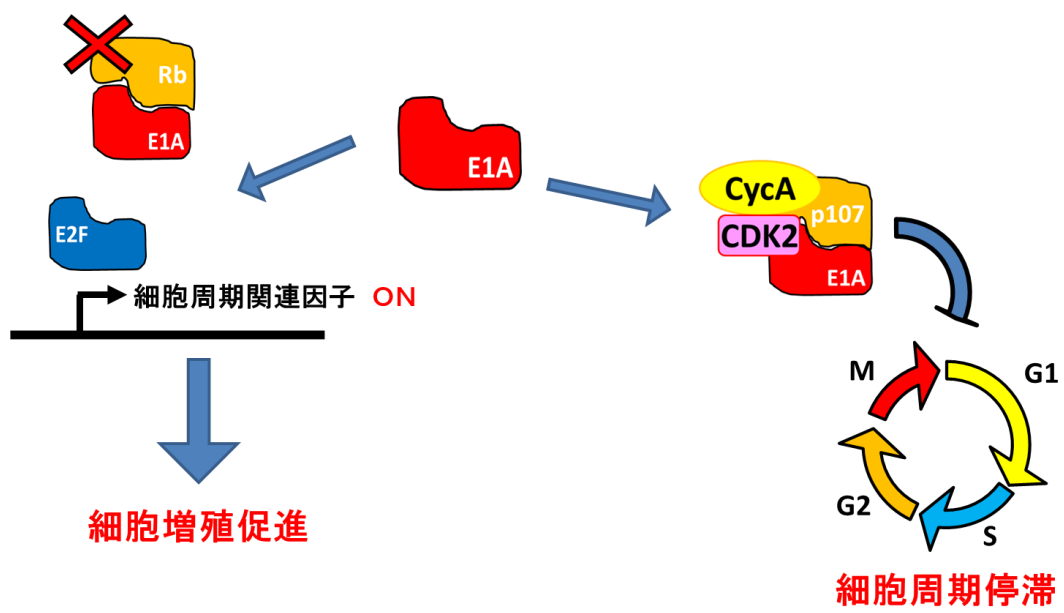 Rb
E1A
E1A
E2F
細胞周期関連因子 ON
細胞増殖促進
CycA
p107
CDK2
E1A
M
G1
G2
S
細胞周期停滞